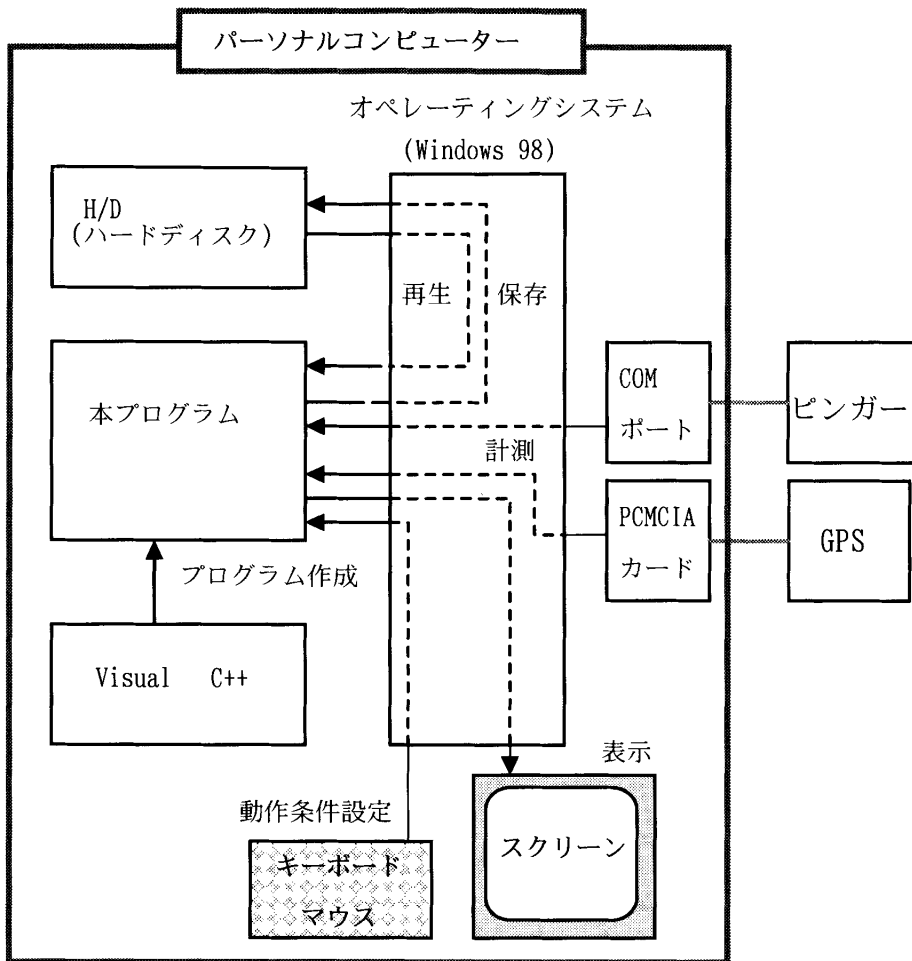 パーソナルコンピューター
オペレーティングシステム
(Windows 98)
H/D
(ハードディスク)
再生
保存
本プログラム
COM
ポート
ピンガー
計測
PCMCIA
カード
GPS
プログラム作成
Visual C++
表示
動作条件設定
キーボード
マウス
スクリーン